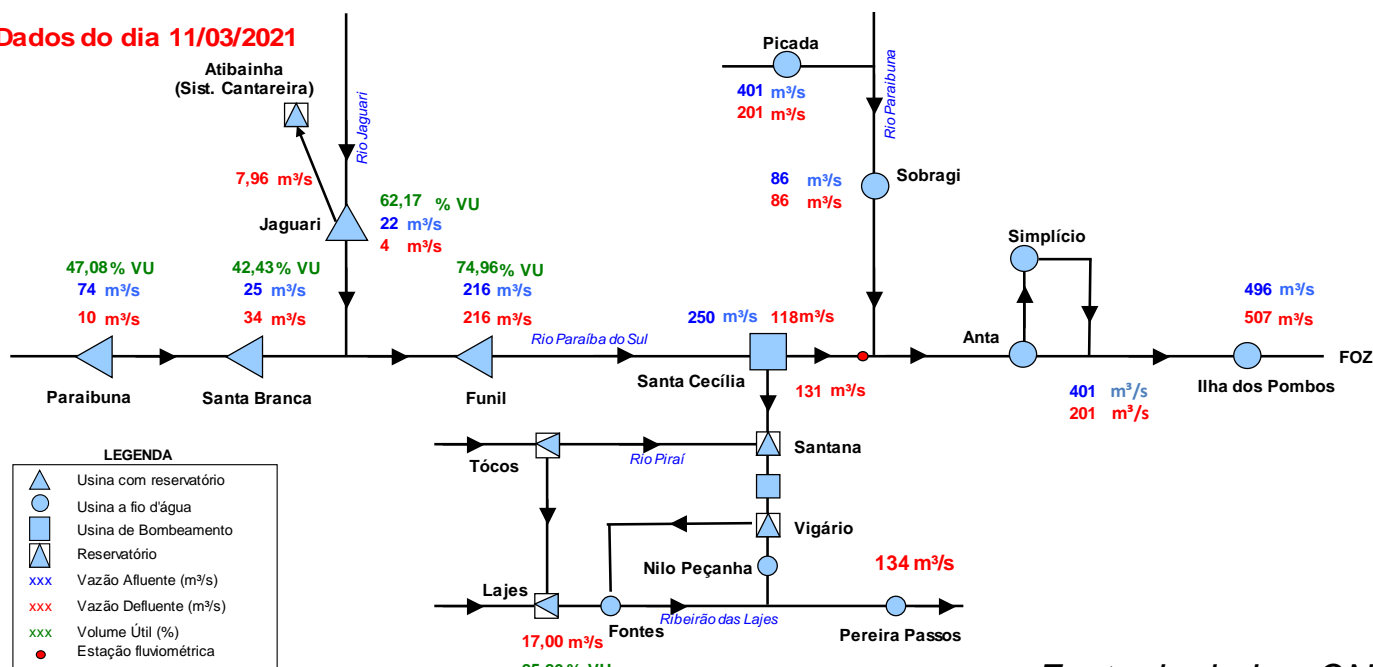 Dados do dia 11/03/2021
Atibainha
(Sist. Cantareira)
Rio Jaguari
7,96 m³/s
Jaguari
62,17 % VU
22 m³/s
4 m³/s
Picada
401 m³/s
201 m³/s
Rio Paraibuna
86 m³/s
86 m³/s
Sobragi
Simplício
47,08% VU
74 m³/s
10 m³/s
42,43% VU
25 m³/s
34 m³/s
74,96% VU
216 m³/s
216 m³/s
Rio Paraíba do Sul
250 m³/s 118m³/s
Anta
496 m³/s
507 m³/s
FOZ
Paraibuna
Santa Branca
Funil
Santa Cecília
131 m³/s
401 m³/s
201 m³/s
Ilha dos Pombos
Tócos
Rio Piraí
Santana
Vigário
Nilo Peçanha
134 m³/s
Lajes
Fontes
Ribeirão das Lajes
Pereira Passos
17,00 m³/s
LEGENDA
Usina com reservatório
Usina a fio d'água
Usina de Bombeamento
Reservatório
xxx Vazão Afluente (m³/s)
xxx Vazão Defluente (m³/s)
xxx Volume Útil (%)
Estação fluviométrica